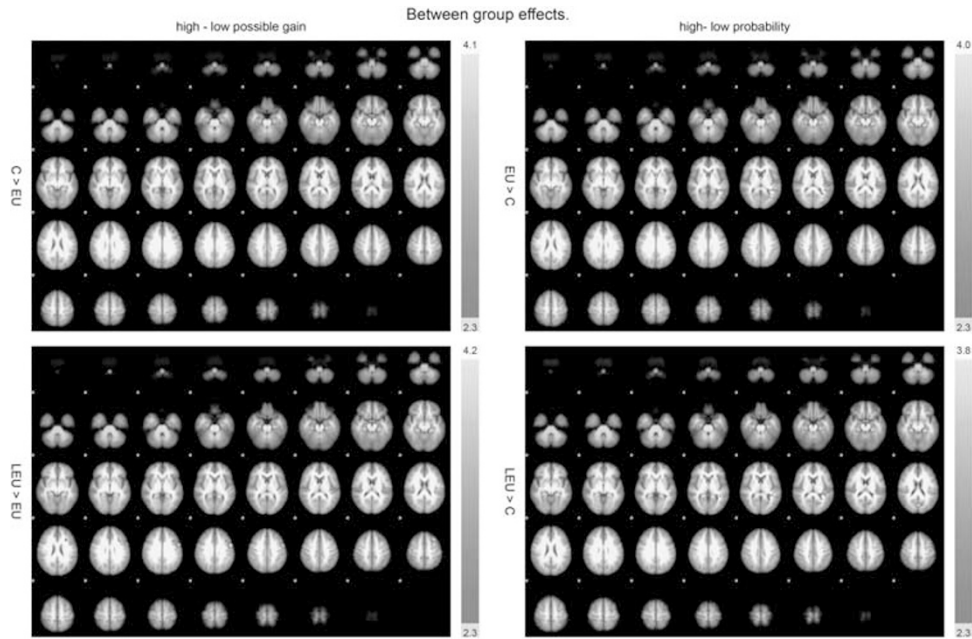 Between group effects.
high - low possible gain
high- low probability
C > EU
4.1
2.3
EU > C
4.0
2.3
LEU > EU
4.2
2.3
LEU > C
3.8
2.3